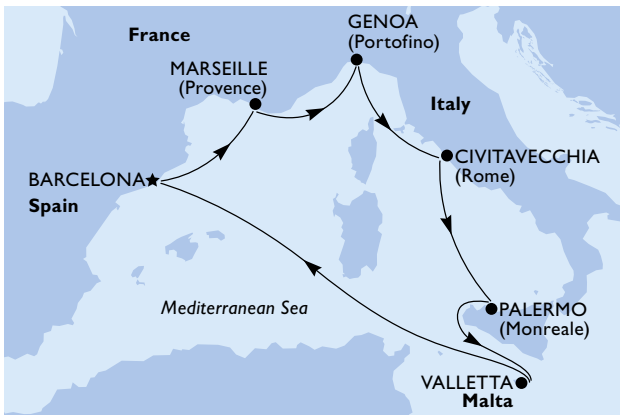 GENOA
(Portofino)
France
MARSEILLE
(Provence)
Italy
CIVITAVECCHIA
(Rome)
BARCELONA
Spain
Mediterranean Sea
PALERMO
(Monreale)
VALLETTA
Malta